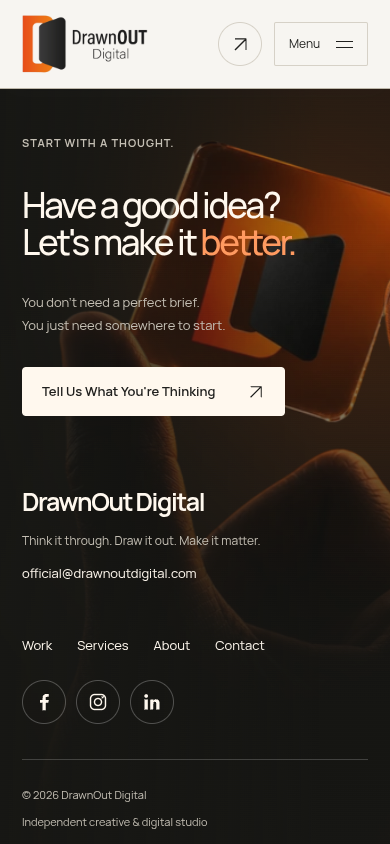 DrawnOUT
Digital
Menu
START WITH A THOUGHT.
Have a good idea?
Let's make it better.
You don't need a perfect brief.
You just need somewhere to start.
Tell Us What You're Thinking
DrawnOut Digital
Think it through. Draw it out. Make it matter.
official@drawnoutdigital.com
Work Services About Contact
© 2026 DrawnOut Digital
Independent creative & digital studio